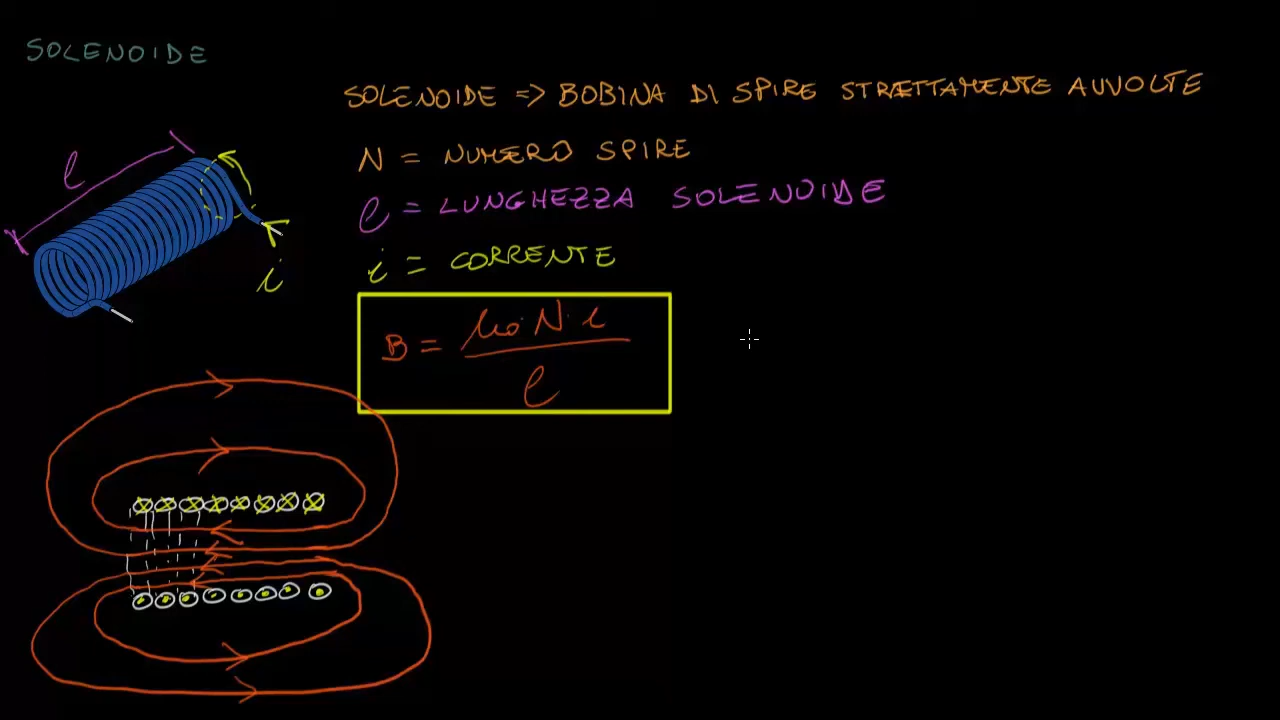 SOLENOIDE
SOLENOIDE => BOBINA DI SPIRE STRETTAMENTE AVVOLTE
N = NUMERO SPIRE
l = LUNGHEZZA SOLENOIDE
i = CORRENTE
B = μ0·N·i
l
l
i